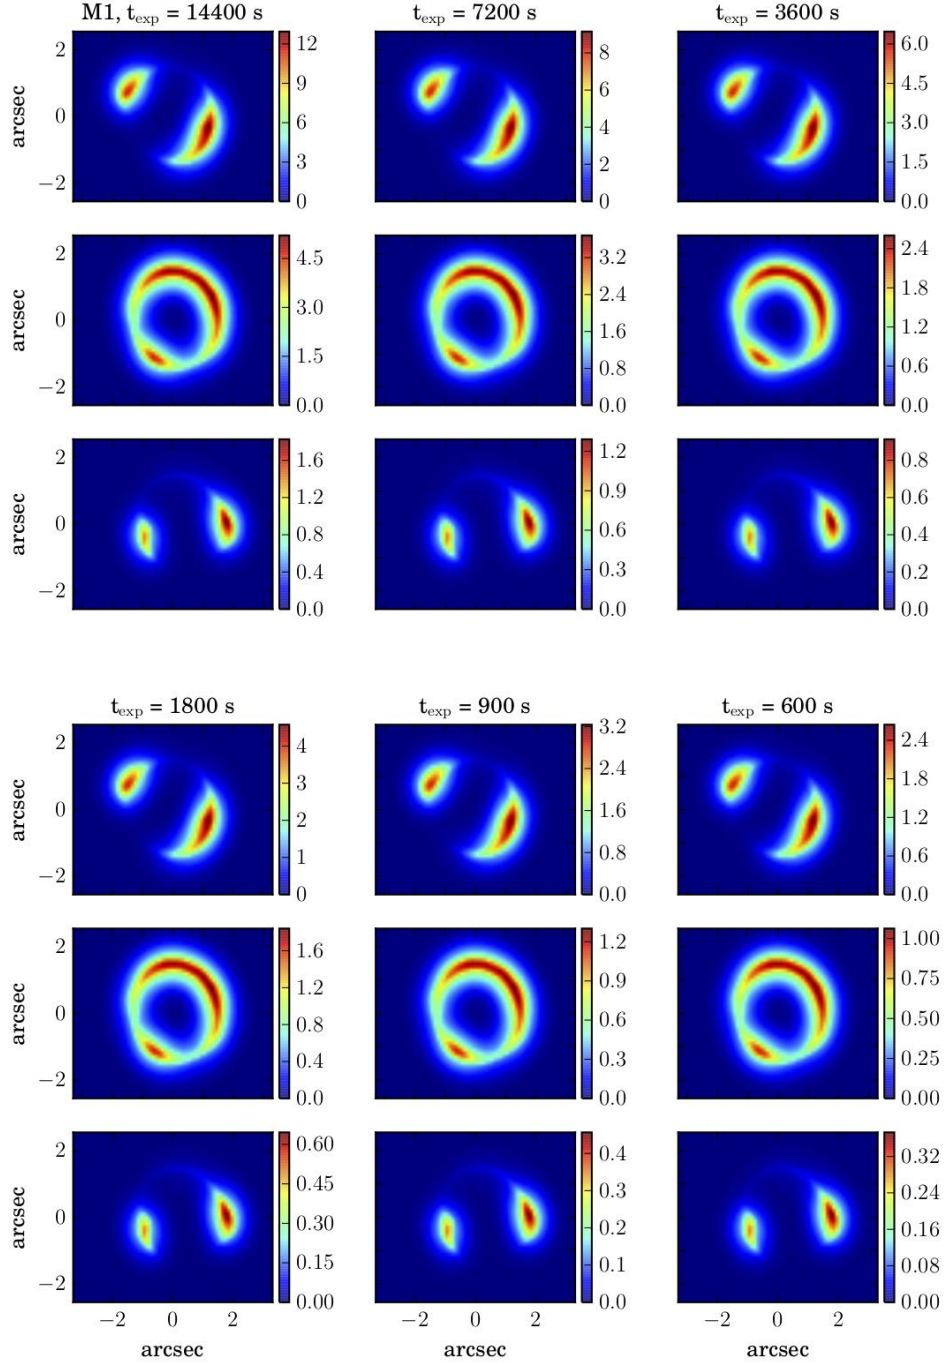 M1, t_exp = 14400 s t_exp = 7200 s t_exp = 3600 s
arcsec 2 0 −2 12 9 6 3 0 8 6 4 2 0 6.0 4.5 3.0 1.5 0.0
arcsec 2 0 −2 4.5 3.0 1.5 0.0 3.2 2.4 1.6 0.8 0.0 2.4 1.8 1.2 0.6 0.0
arcsec 2 0 −2 1.6 1.2 0.8 0.4 0.0 1.2 0.9 0.6 0.3 0.0 0.8 0.6 0.4 0.2 0.0
t_exp = 1800 s t_exp = 900 s t_exp = 600 s
arcsec 2 0 −2 4 3 2 1 0 3.2 2.4 1.6 0.8 0.0 2.4 1.8 1.2 0.6 0.0
arcsec 2 0 −2 1.6 1.2 0.8 0.4 0.0 1.2 0.9 0.6 0.3 0.0 1.00 0.75 0.50 0.25 0.00
arcsec 2 0 −2 0.60 0.45 0.30 0.15 0.00 0.4 0.3 0.2 0.1 0.0 0.32 0.24 0.16 0.08 0.00
−2 0 2 −2 0 2 −2 0 2
arcsec arcsec arcsec